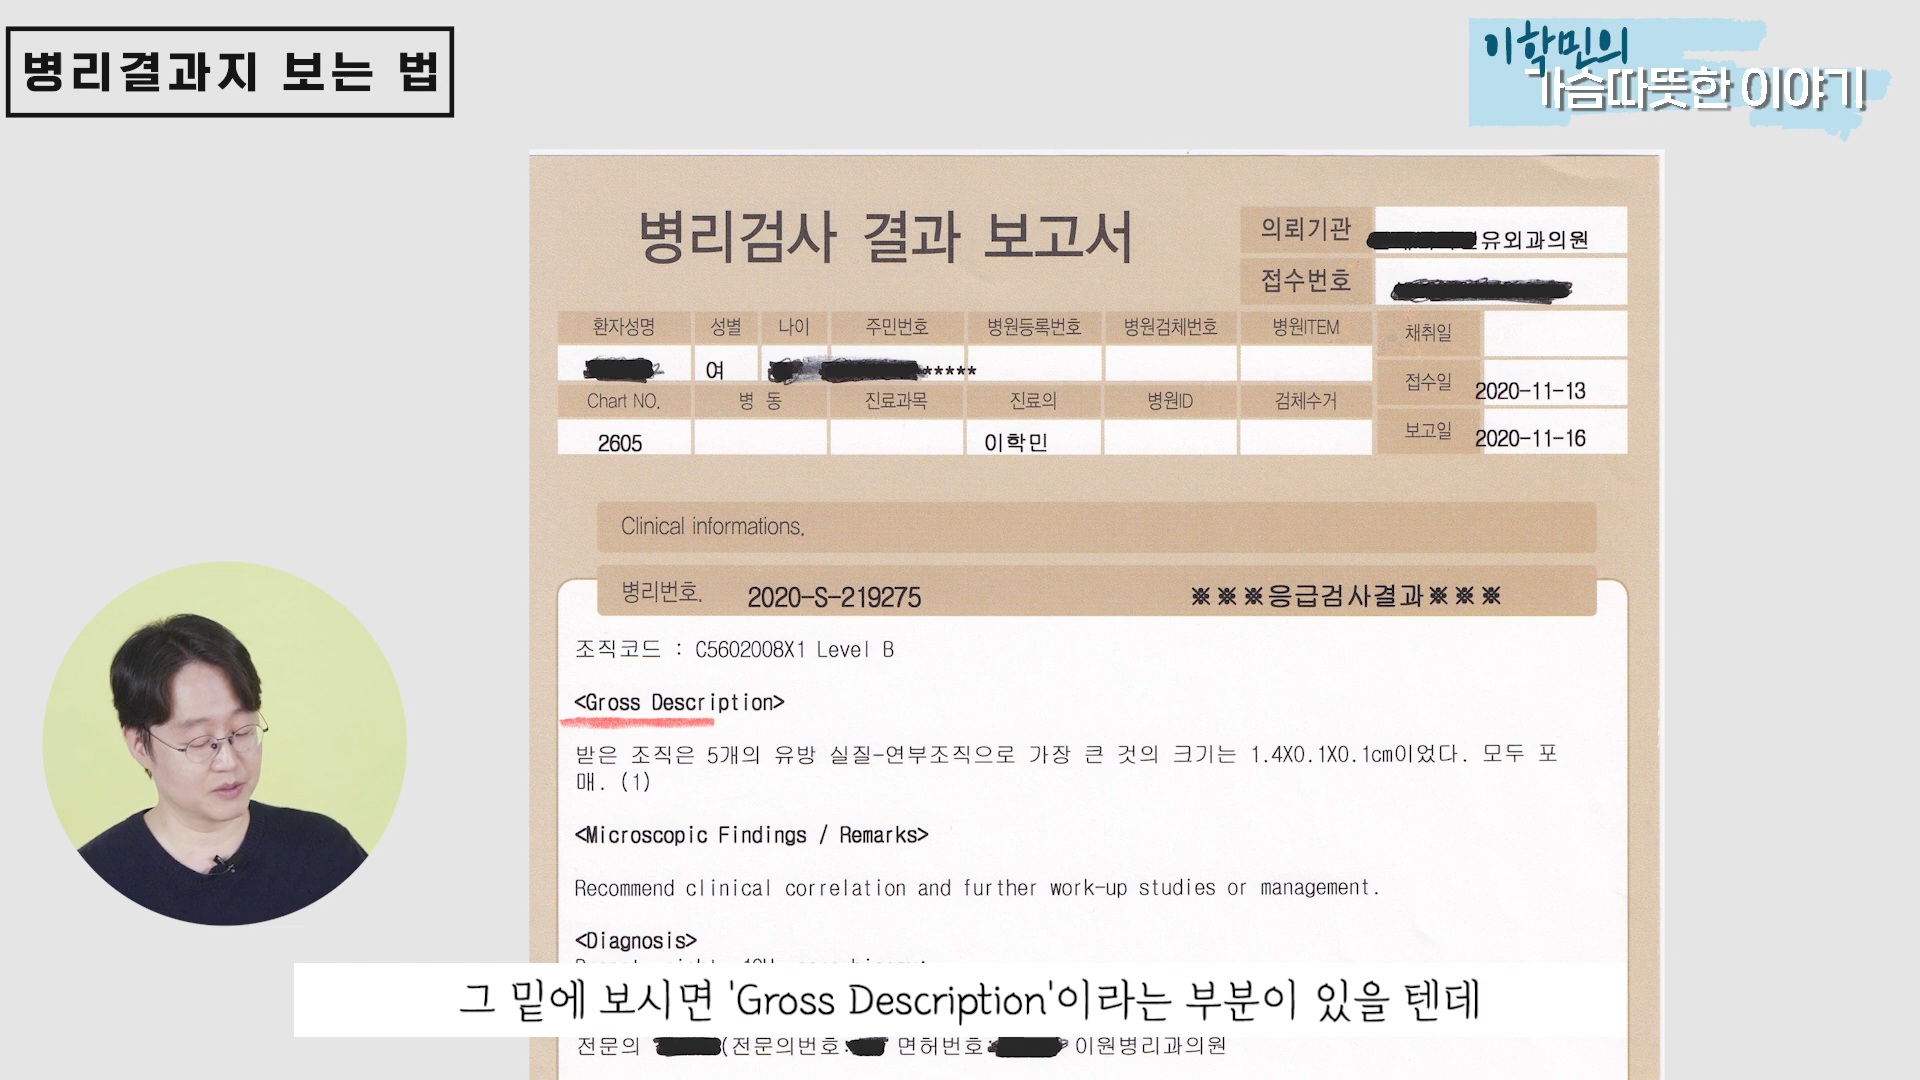 병리결과지 보는 법
이학민의
가슴따뜻한 이야기
병리검사 결과 보고서
의뢰기관 유외과의원
접수번호
환자성명 성별 나이 주민번호 병원등록번호 병원검체번호 병원ITEM 채취일
여 *****
접수일 2020-11-13
Chart NO. 병 동 진료과목 진료의 병원ID 검체수거
보고일 2020-11-16
2605 이학민
Clinical informations.
병리번호. 2020-S-219275 ※※※응급검사결과※※※
조직코드 : C5602008X1 Level B
<Gross Description>
받은 조직은 5개의 유방 실질-연부조직으로 가장 큰 것의 크기는 1.4X0.1X0.1cm이었다. 모두 포
매. (1)
<Microscopic Findings / Remarks>
Recommend clinical correlation and further work-up studies or management.
<Diagnosis>
그 밑에 보시면 'Gross Description'이라는 부분이 있을 텐데
전문의 (전문의번호: 면허번호: 이원병리과의원